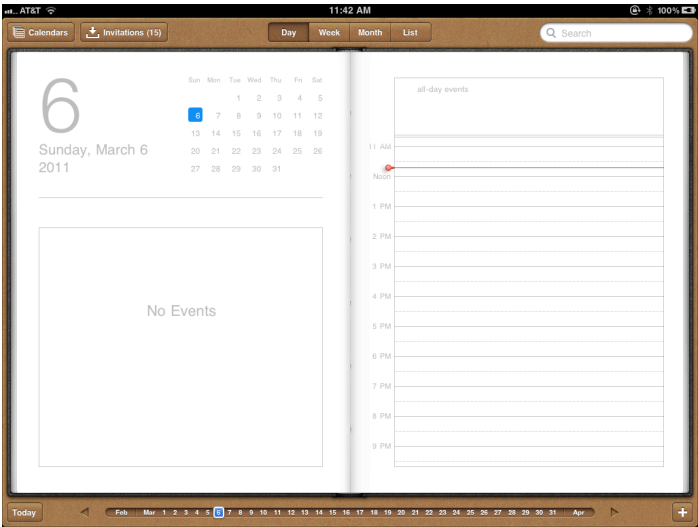 AT&T 11:42 AM 100%
Calendars Invitations (15) Day Week Month List Search
6
Sunday, March 6
2011
Sun Mon Tue Wed Thu Fri Sat
1 2 3 4 5
6 7 8 9 10 11 12
13 14 15 16 17 18 19
20 21 22 23 24 25 26
27 28 29 30 31
No Events
all-day events
11 AM
Noon
1 PM
2 PM
3 PM
4 PM
5 PM
6 PM
7 PM
8 PM
9 PM
Today Feb Mar 1 2 3 4 5 6 7 8 9 10 11 12 13 14 15 16 17 18 19 20 21 22 23 24 25 26 27 28 29 30 31 Apr +